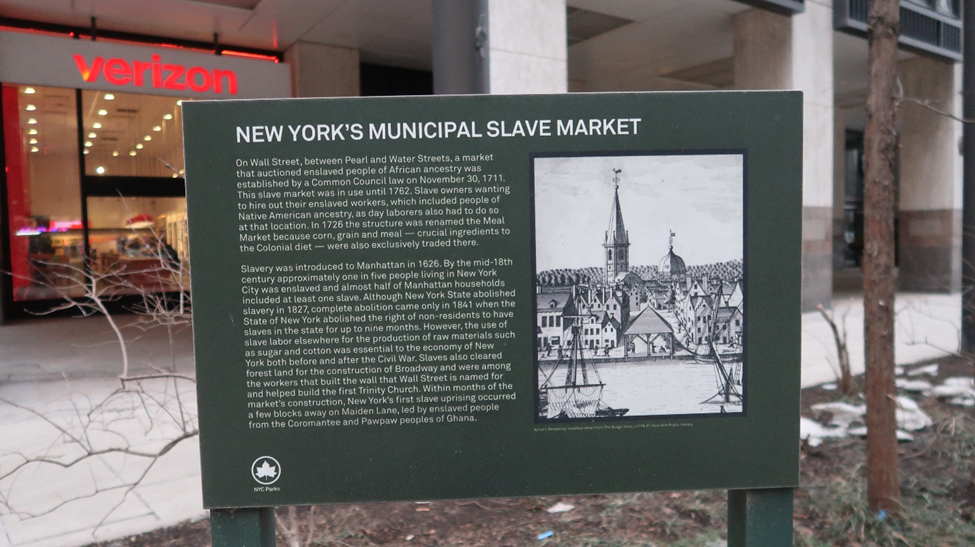 verizon
NEW YORK'S MUNICIPAL SLAVE MARKET
On Wall Street, between Pearl and Water Streets, a market
that auctioned enslaved people of African ancestry was
established by a Common Council law on November 30, 1711.
This slave market was in use until 1762. Slave owners wanting
to hire out their enslaved workers, which included people of
Native American ancestry, as day laborers also had to do so
at that location. In 1726 the structure was renamed the Meal
Market because corn, grain and meal — crucial ingredients to
the Colonial diet — were also exclusively traded there.
Slavery was introduced to Manhattan in 1626. By the mid-18th
century approximately one in five people living in New York
City was enslaved and almost half of Manhattan households
included at least one slave. Although New York State abolished
slavery in 1827, complete abolition came only in 1841 when the
State of New York abolished the right of non-residents to have
slaves in the state for up to nine months. However, the use of
slave labor elsewhere for the production of raw materials such
as sugar and cotton was essential to the economy of New
York both before and after the Civil War. Slaves also cleared
forest land for the construction of Broadway and were among
the workers that built the wall that Wall Street is named for
and helped build the first Trinity Church. Within months of the
market's construction, New York's first slave uprising occurred
a few blocks away on Maiden Lane, led by enslaved people
from the Coromantee and Pawpaw peoples of Ghana.
NYC Parks